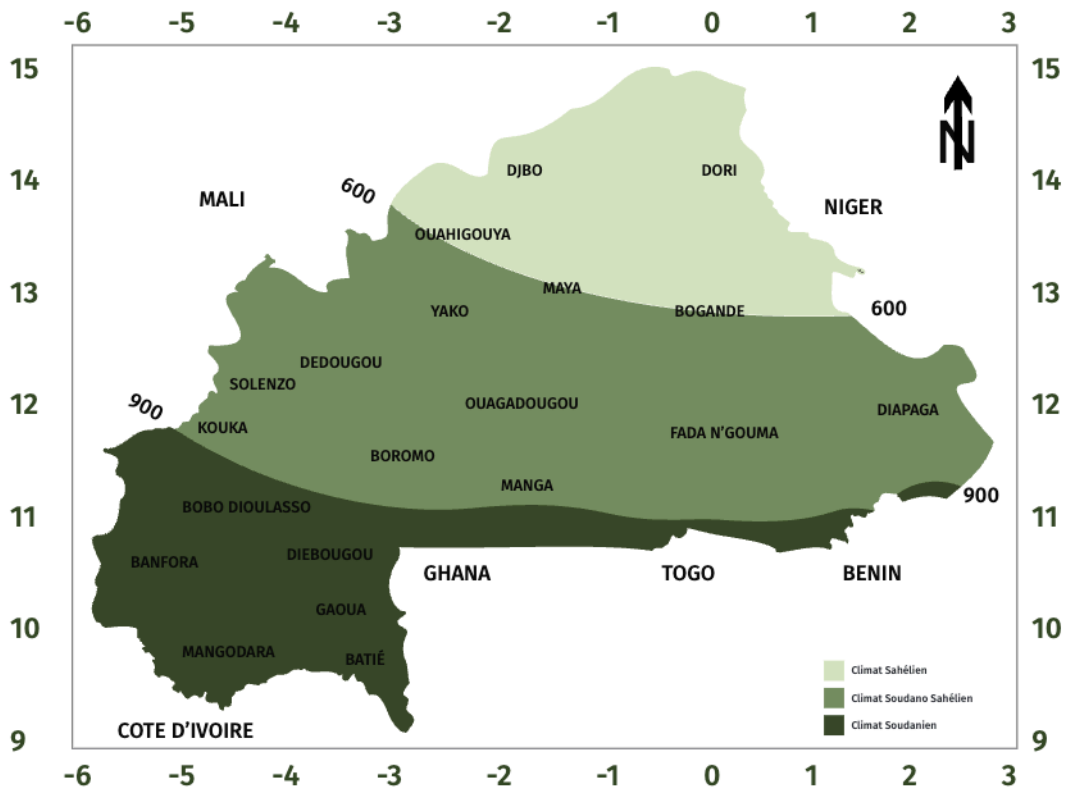 -6 -5 -4 -3 -2 -1 0 1 2 3
15 15
N
14 DJBO DORI 14
600
MALI
NIGER
OUAHIGOUYA
13 MAYA 13
YAKO BOGANDE 600
DEDOUGOU
SOLENZO
12 900 OUAGADOUGOU DIAPAGA 12
KOUKA FADA N'GOUMA
BOROMO
MANGA
900
BOBO DIOULASSO
11 11
BANFORA DIEBOUGOU
GHANA TOGO BENIN
GAOUA
10 10
MANGODARA BATIÉ
Climat Sahélien
Climat Soudano Sahélien
Climat Soudanien
COTE D'IVOIRE
9 9
-6 -5 -4 -3 -2 -1 0 1 2 3